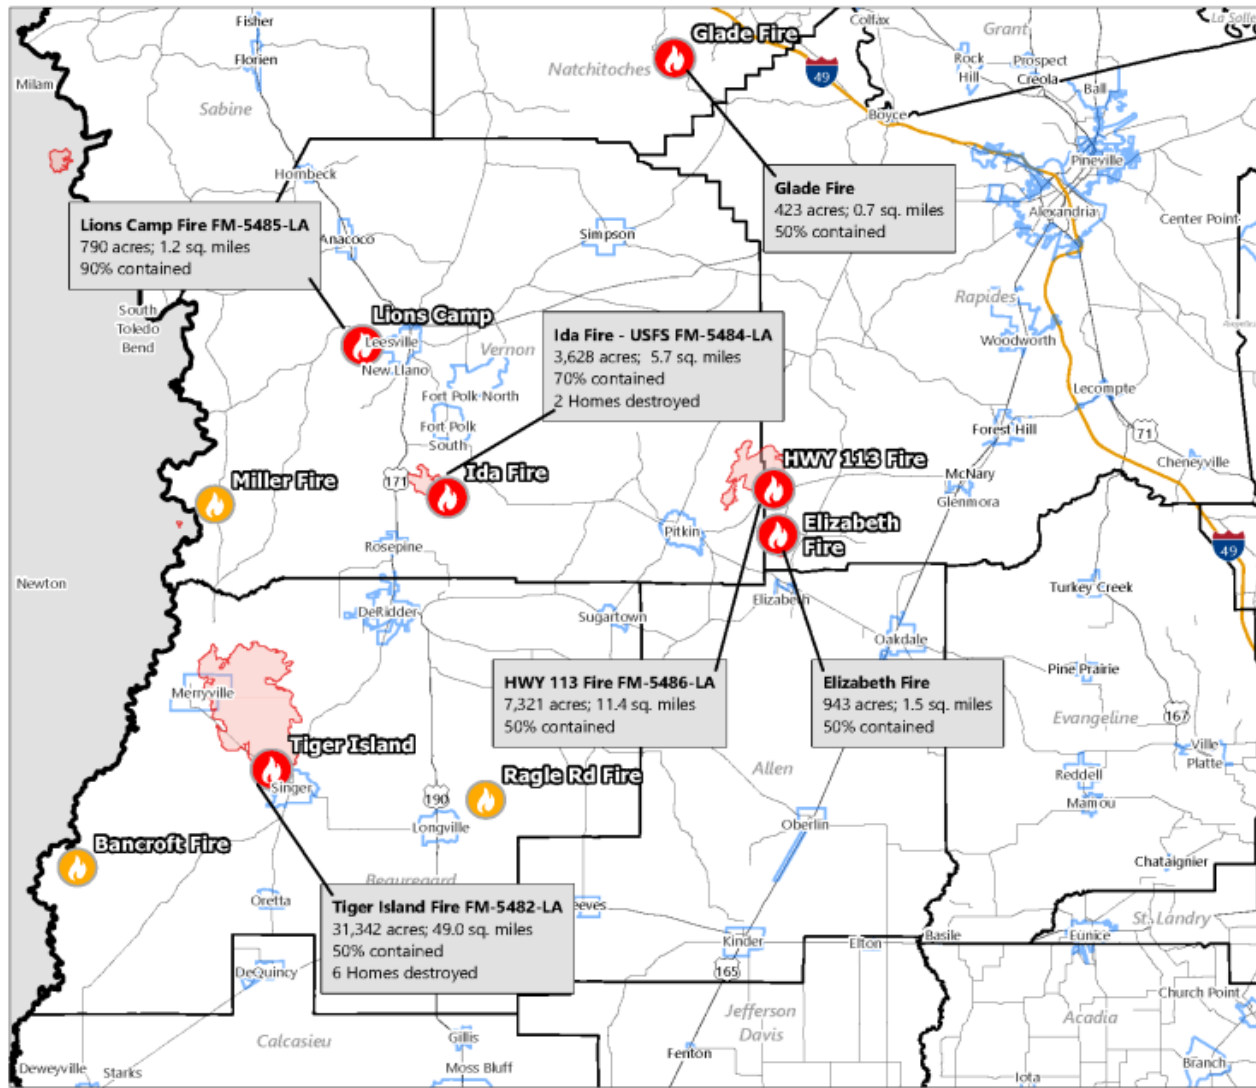 Fisher
Colfax
Grant
La Salle
Glade Fire
Florien
Natchitoches
49
Rock
Hill
Prospect
Creola
Ball
Milam
Sabine
Boyce
Pineville
Hornbeck
Glade Fire
423 acres; 0.7 sq. miles
50% contained
Alexandria
Center Point
Lions Camp Fire FM-5485-LA
790 acres; 1.2 sq. miles
90% contained
Anacoco
Simpson
South
Toledo
Bend
Rapides
Lions Camp
Leesville
New Llano
Vernon
Ida Fire - USFS FM-5484-LA
3,628 acres; 5.7 sq. miles
70% contained
2 Homes destroyed
Woodworth
Fort Polk North
Fort Polk
South
Lecompte
Forest Hill
71
Miller Fire
171
Ida Fire
HWY 113 Fire
McNary
Glenmora
Cheyville
Elizabeth
Fire
Pitkin
Rosepine
49
Newton
Elizabeth
Turkey Creek
DeRidder
Sugartown
Oakdale
Merryville
HWY 113 Fire FM-5486-LA
7,321 acres; 11.4 sq. miles
50% contained
Elizabeth Fire
943 acres; 1.5 sq. miles
50% contained
Pine Prairie
Evangeline
167
Tiger Island
Singer
Ragle Rd Fire
190
Longville
Allen
Ville
Platte
Reddell
Mamou
Oberlin
Bancroft Fire
Chataignier
Beauregard
Oretta
Tiger Island Fire FM-5482-LA
31,342 acres; 49.0 sq. miles
50% contained
6 Homes destroyed
eeves
St. Landry
Kinder
Elton
Basile
Eunice
DeQuincy
165
Church Point
Jefferson
Davis
Acadia
Calcasieu
Gillis
Fenton
Deweyville
Starks
Moss Bluff
Iota
Branch